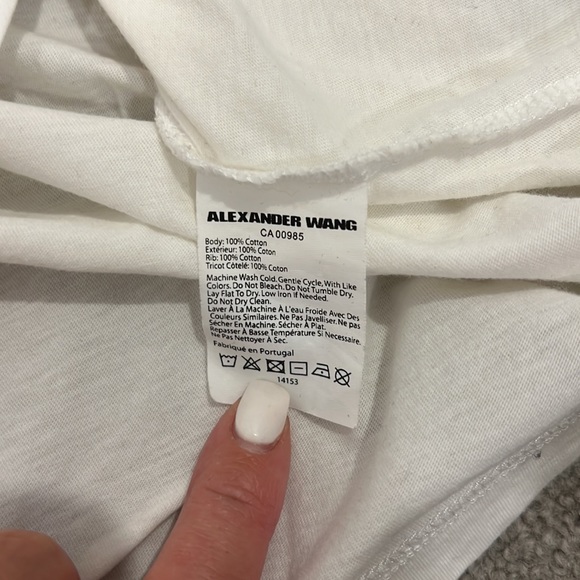 ALEXANDER WANG
CA00985
Body: 100% Cotton
Extérieur: 100% Coton
Rib: 100% Cotton
Tricot Côtelé: 100% Coton
Machine Wash Cold, Gentle Cycle, With Like
Colors. Do Not Bleach. Do Not Tumble Dry.
Lay Flat To Dry. Low Iron if Needed.
Do Not Dry Clean.
Laver À La Machine À L'eau Froide Avec Des
Couleurs Similaires. Ne Pas Javelliser. Ne pas
Sécher En Machine. Sécher À Plat.
Repasser À Basse Température Si Necessaire.
Ne Pas Nettoyer À Sec.
Fabriqué en Portugal
14153